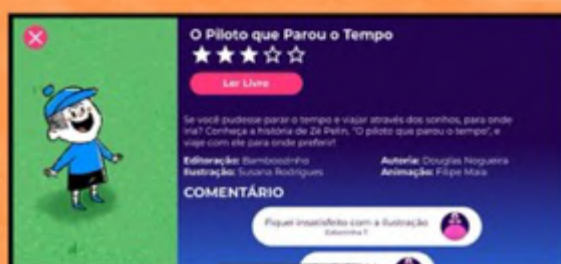 O Piloto que Parou o Tempo
Ler Livro
Se você pudesse parar o tempo e viajar através dos sonhos, para onde
iria? Conheça a história de Zé Pelin, "O piloto que parou o tempo", e
viaje com ele para onde preferir!
Editoração: Bamboozinho
Autoria: Douglas Nogueira
Ilustração: Susana Rodrigues
Animação: Filipe Maia
COMENTÁRIO
Fiquei insatisfeito com a ilustração